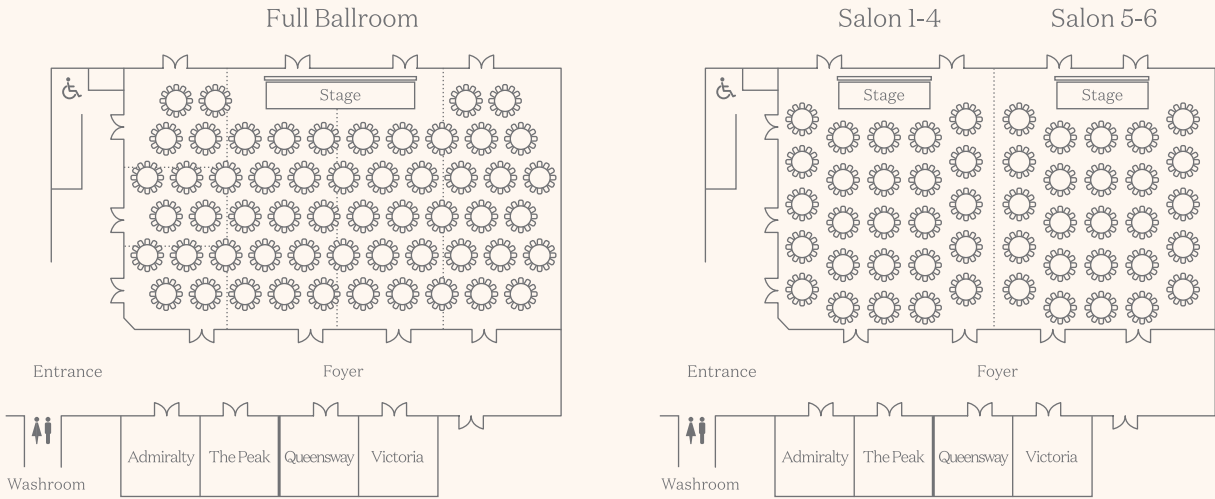 Full Ballroom
Stage
Entrance
Foyer
Admiralty
The Peak
Queensway
Victoria
Washroom
Salon 1-4
Salon 5-6
Stage
Stage
Entrance
Foyer
Admiralty
The Peak
Queensway
Victoria
Washroom